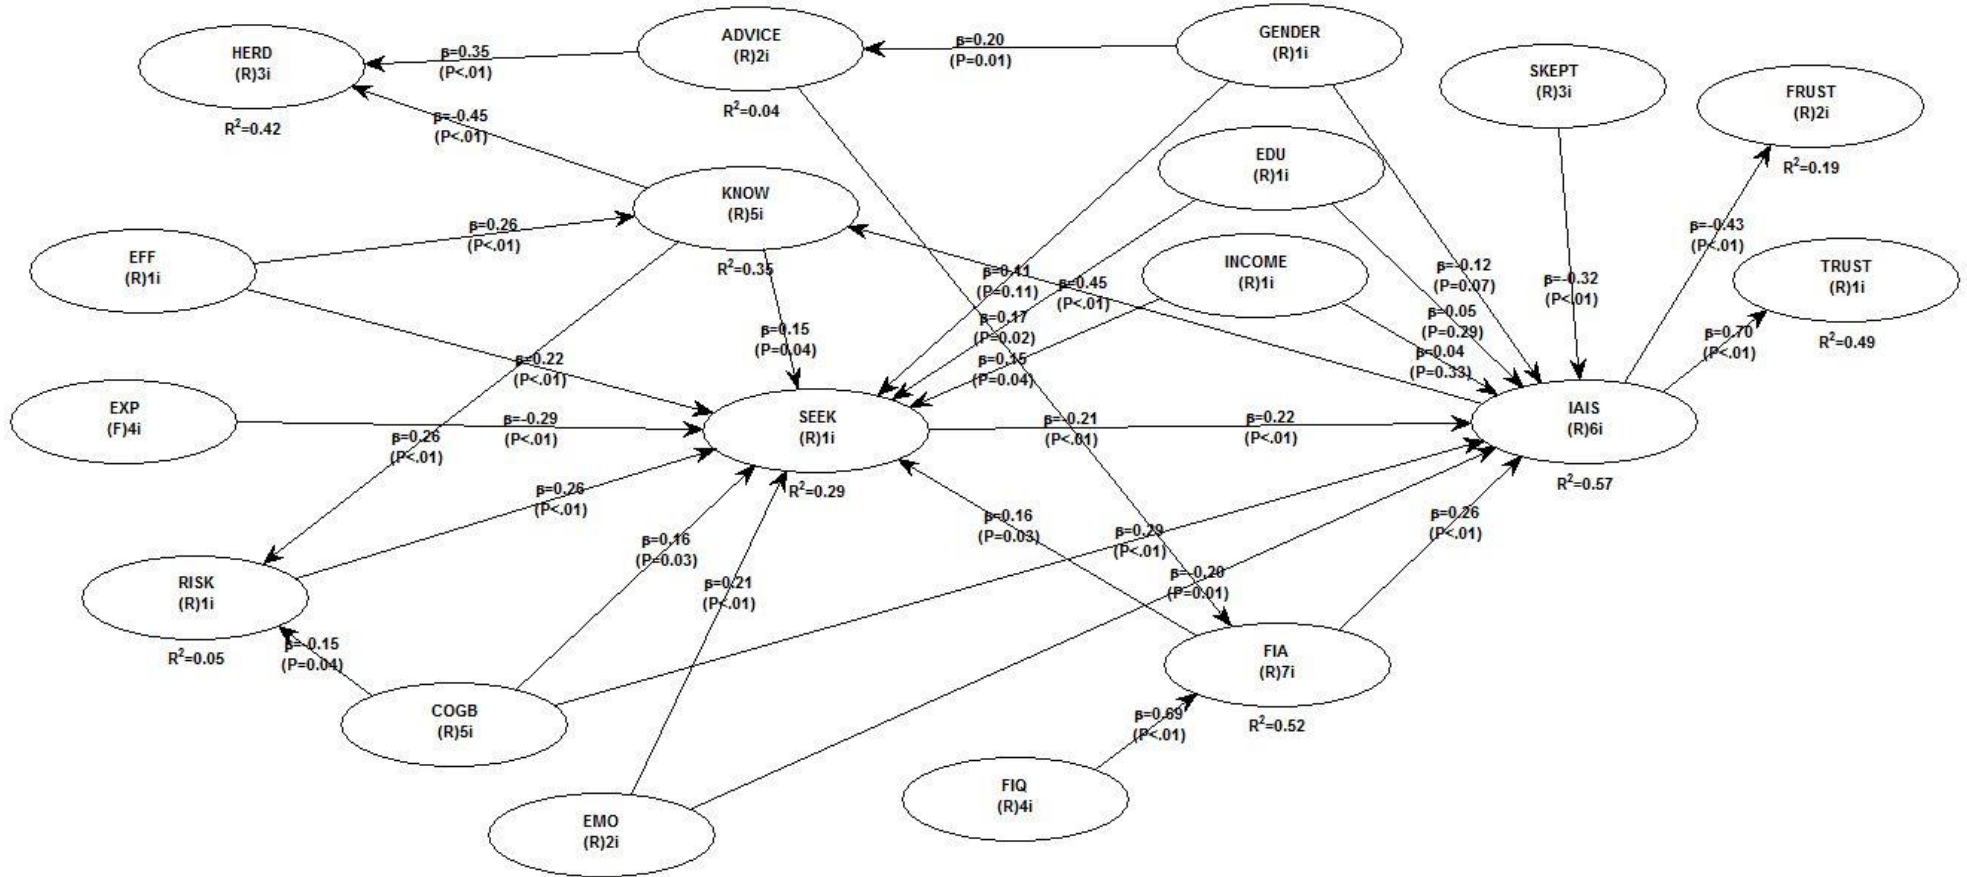 HERD
(R)3i
R²=0.42
β=0.35
(P<.01)
ADVICE
(R)2i
R²=0.04
β=0.20
(P=0.01)
GENDER
(R)1i
SKEPT
(R)3i
FRUST
(R)2i
R²=0.19
β=-0.45
(P<.01)
KNOW
(R)5i
R²=0.35
EDU
(R)1i
INCOME
(R)1i
EFF
(R)1i
β=0.26
(P<.01)
β=-0.43
(P<.01)
TRUST
(R)1i
R²=0.49
β=0.11
(P=0.11)
β=0.45
(P<.01)
β=-0.12
(P=0.07)
β=-0.32
(P<.01)
β=0.17
(P=0.02)
β=0.05
(P=0.29)
β=0.15
(P=0.04)
β=0.15
(P=0.04)
β=0.04
(P=0.33)
β=0.70
(P<.01)
β=0.22
(P<.01)
EXP
(F)4i
β=-0.29
(P<.01)
SEEK
(R)1i
R²=0.29
β=-0.21
(P<.01)
β=0.22
(P<.01)
IAIS
(R)6i
R²=0.57
β=0.26
(P<.01)
β=0.26
(P<.01)
β=0.16
(P=0.03)
β=0.16
(P=0.03)
β=0.29
(P<.01)
β=0.26
(P<.01)
RISK
(R)1i
R²=0.05
β=0.21
(P<.01)
β=-0.20
(P=0.01)
β=-0.15
(P=0.04)
FIA
(R)7i
R²=0.52
COGB
(R)5i
β=0.69
(P<.01)
FIQ
(R)4i
EMO
(R)2i